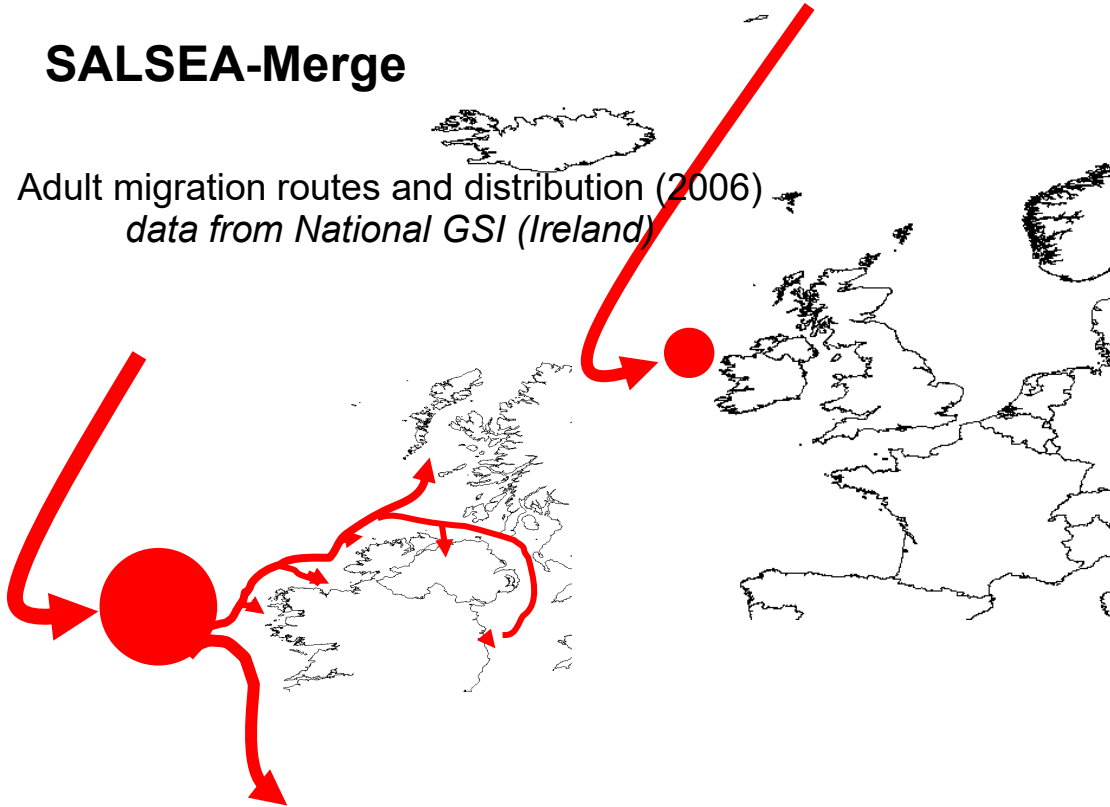 SALSEA-Merge
Adult migration routes and distribution (2006)
data from National GSI (Ireland)